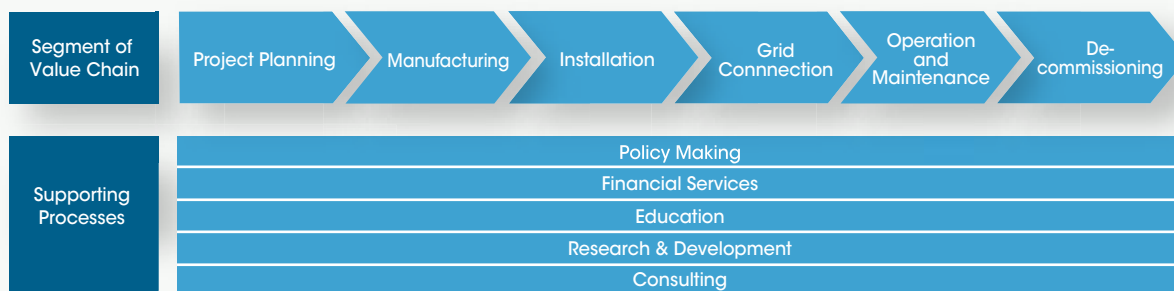 Segment of
Value Chain
Project Planning
Manufacturing
Installation
Grid
Connnection
Operation
and
Maintenance
De-
commissioning
Supporting
Processes
Policy Making
Financial Services
Education
Research & Development
Consulting